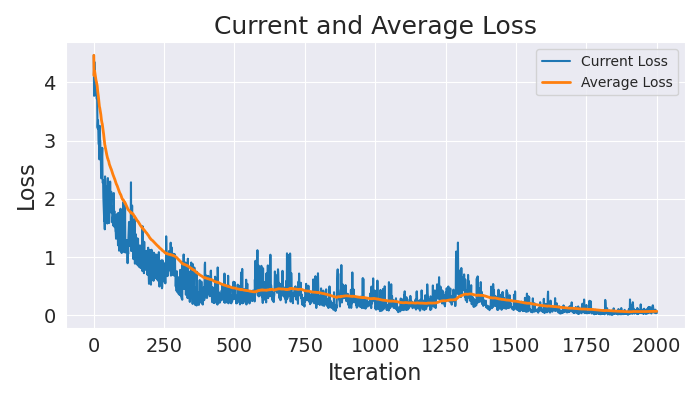 Current and Average Loss
Current Loss
Average Loss
4
3
2
1
0
Loss
0 250 500 750 1000 1250 1500 1750 2000
Iteration